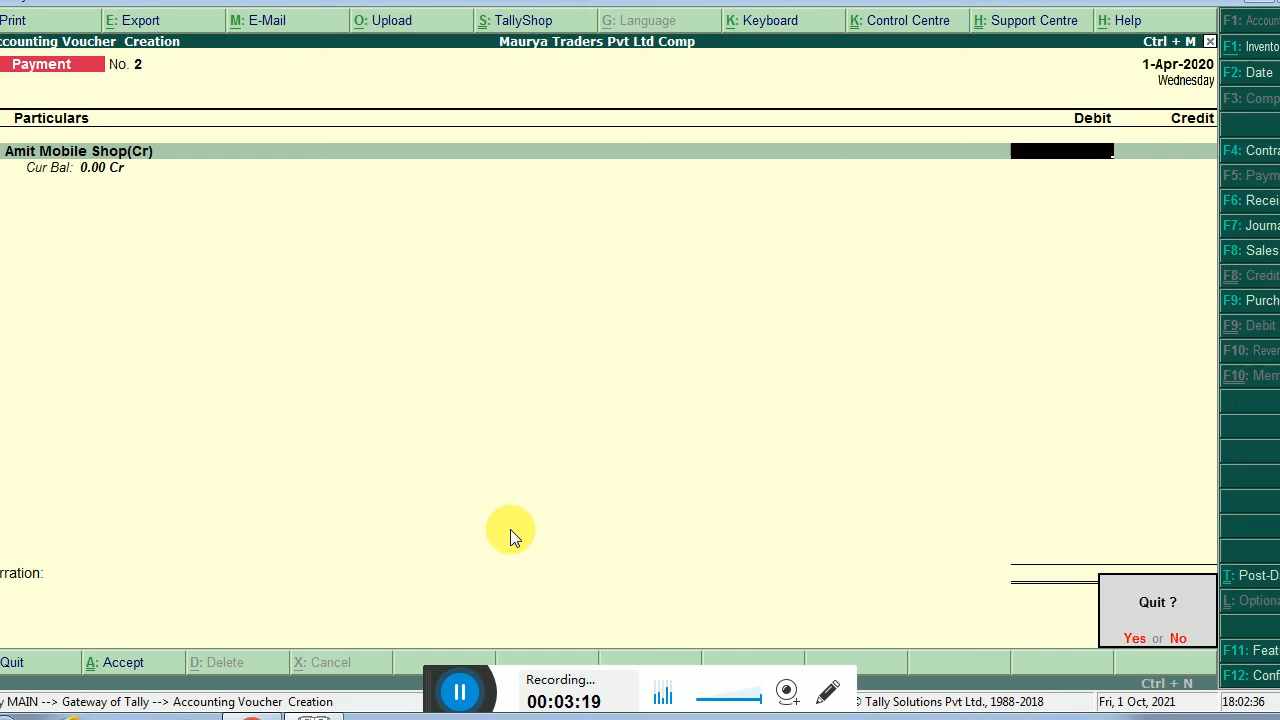 Print E: Export M: E-Mail O: Upload S: TallyShop G: Language K: Keyboard K: Control Centre H: Support Centre H: Help F1: Accoun
ccounting Voucher Creation Maurya Traders Pvt Ltd Comp Ctrl + M F1: Invento
Payment No. 2 1-Apr-2020
Wednesday
F2: Date
F3: Comp
Particulars Debit Credit
Amit Mobile Shop(Cr) F4: Contra
Cur Bal: 0.00 Cr
F5: Paym
F6: Recei
F7: Journa
F8: Sales
F8: Credit
F9: Purch
F9: Debit
F10: Rever
F10: Mem
rration:
T: Post-D
Quit ?
L: Optiona
Yes or No
F11: Feat
Quit A: Accept D: Delete X: Cancel
F12: Conf
Recording...
00:03:19
Ctrl + N
y MAIN --> Gateway of Tally --> Accounting Voucher Creation © Tally Solutions Pvt Ltd., 1988-2018 Fri, 1 Oct, 2021 18:02:36